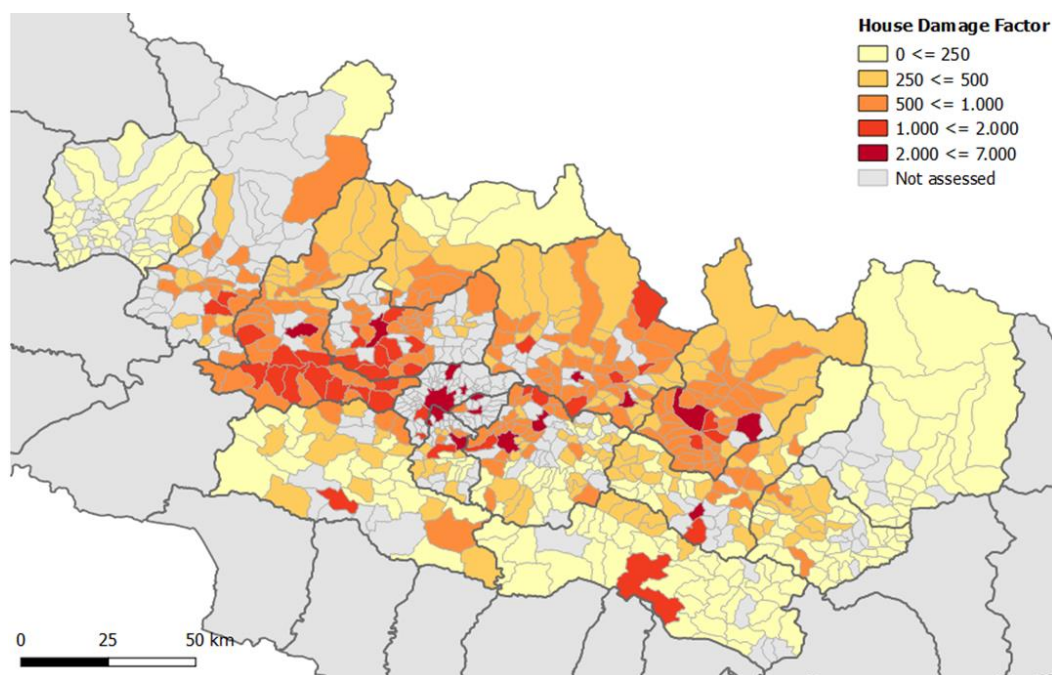 House Damage Factor
0 <= 250
250 <= 500
500 <= 1.000
1.000 <= 2.000
2.000 <= 7.000
Not assessed
0 25 50 km